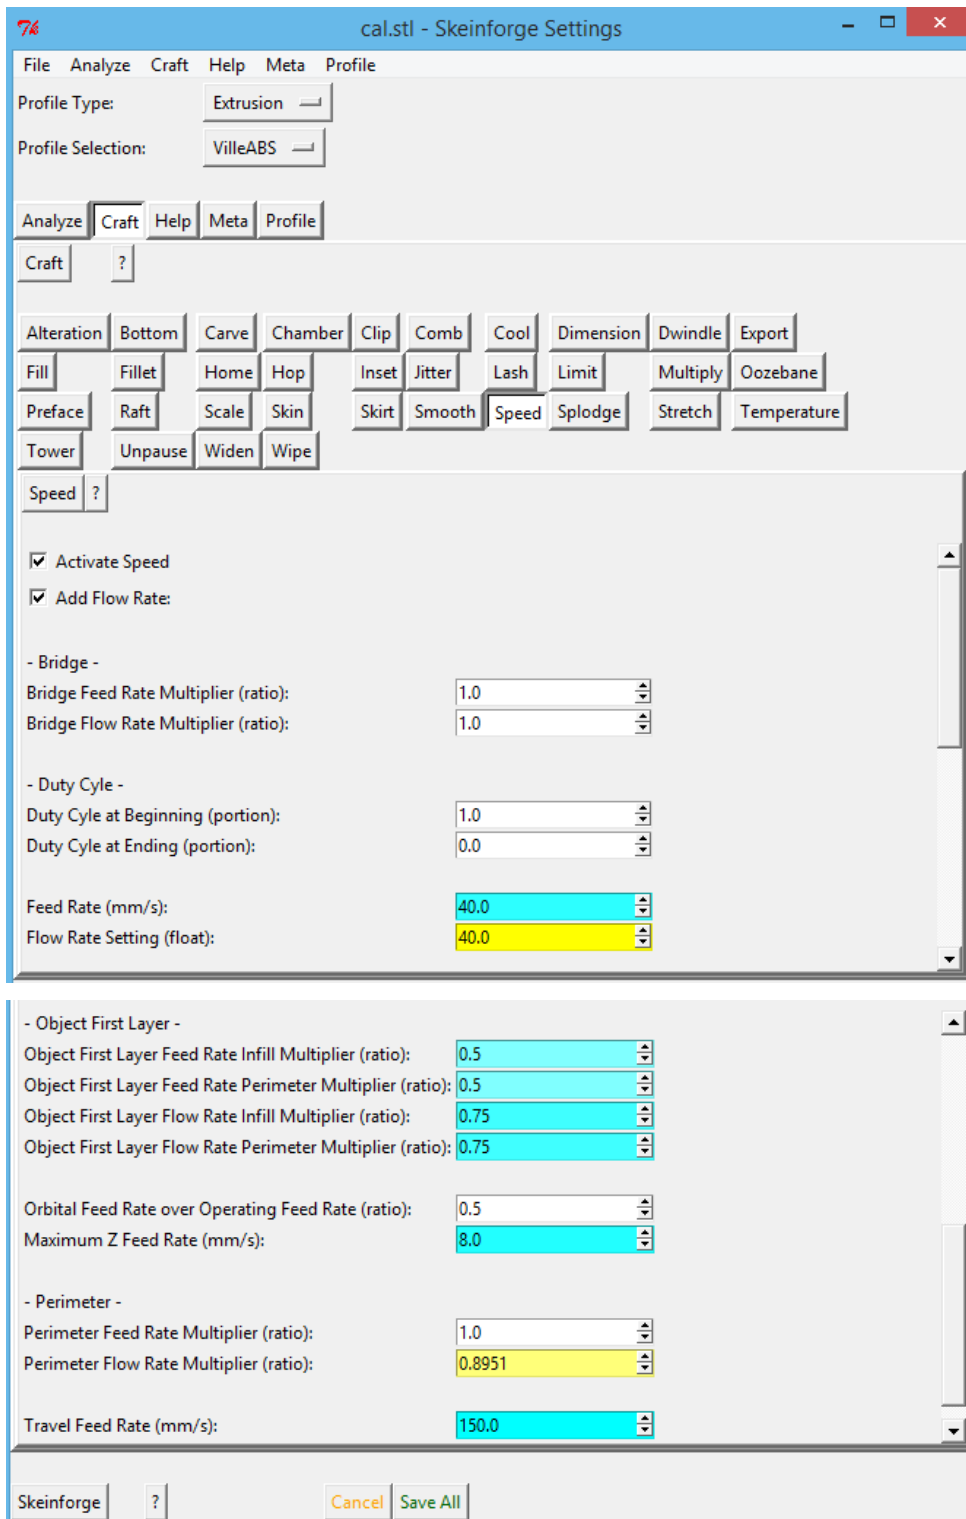 cal.stl - Skeinforge Settings
File Analyze Craft Help Meta Profile
Profile Type: Extrusion
Profile Selection: VilleABS
Analyze Craft Help Meta Profile
Craft ?
Alteration Bottom Carve Chamber Clip Comb Cool Dimension Dwindle Export
Fill Fillet Home Hop Inset Jitter Lash Limit Multiply Oozebane
Preface Raft Scale Skin Skirt Smooth Speed Splodge Stretch Temperature
Tower Unpause Widen Wipe
Speed ?
Activate Speed
Add Flow Rate:
- Bridge -
Bridge Feed Rate Multiplier (ratio): 1.0
Bridge Flow Rate Multiplier (ratio): 1.0
- Duty Cyle -
Duty Cyle at Beginning (portion): 1.0
Duty Cyle at Ending (portion): 0.0
Feed Rate (mm/s): 40.0
Flow Rate Setting (float): 40.0
- Object First Layer -
Object First Layer Feed Rate Infill Multiplier (ratio): 0.5
Object First Layer Feed Rate Perimeter Multiplier (ratio): 0.5
Object First Layer Flow Rate Infill Multiplier (ratio): 0.75
Object First Layer Flow Rate Perimeter Multiplier (ratio): 0.75
Orbital Feed Rate over Operating Feed Rate (ratio): 0.5
Maximum Z Feed Rate (mm/s): 8.0
- Perimeter -
Perimeter Feed Rate Multiplier (ratio): 1.0
Perimeter Flow Rate Multiplier (ratio): 0.8951
Travel Feed Rate (mm/s): 150.0
Skeinforge ? Cancel Save All